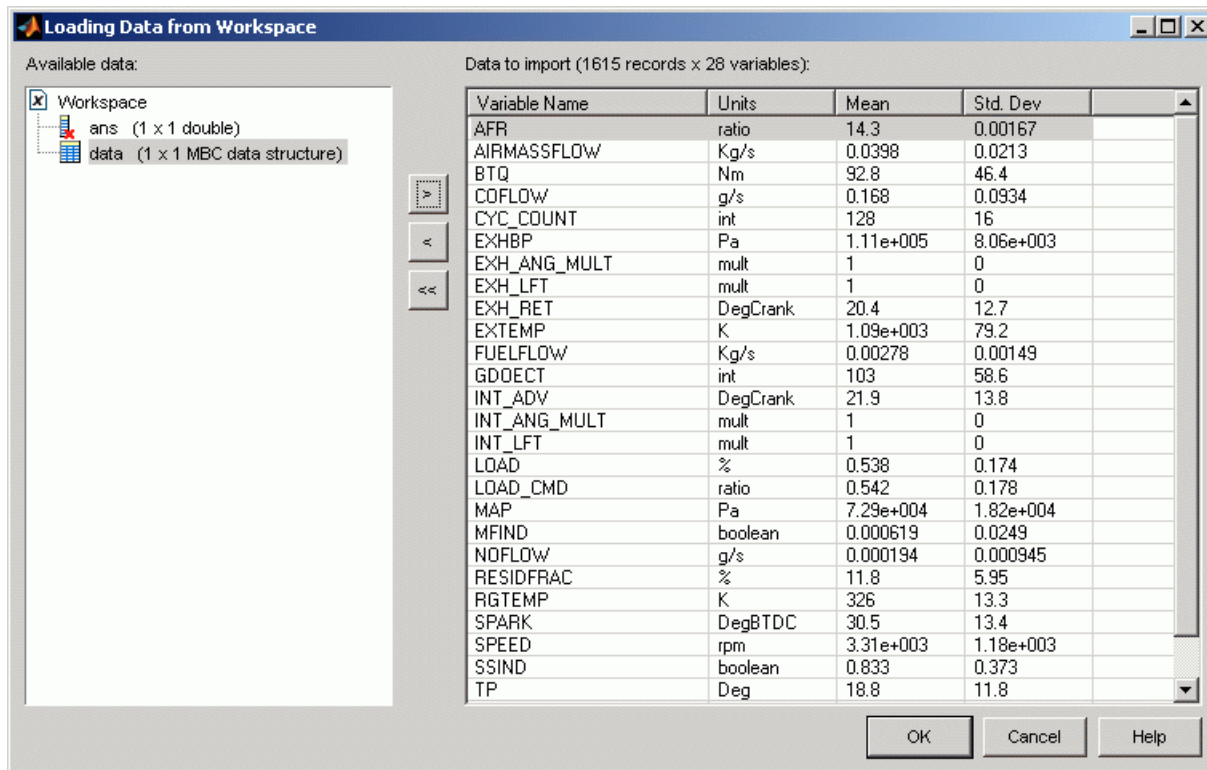 Loading Data from Workspace
Available data:
Workspace
ans (1 x 1 double)
data (1 x 1 MBC data structure)
>
<
<<
Data to import (1615 records x 28 variables):
Variable Name Units Mean Std. Dev
AFR ratio 14.3 0.00167
AIRMASSFLOW Kg/s 0.0398 0.0213
BTQ Nm 92.8 46.4
COFLOW g/s 0.168 0.0934
CYC_COUNT int 128 16
EXHBP Pa 1.11e+005 8.06e+003
EXH_ANG_MULT mult 1 0
EXH_LFT mult 1 0
EXH_RET DegCrank 20.4 12.7
EXTEMP K 1.09e+003 79.2
FUELFLOW Kg/s 0.00278 0.00149
GDOECT int 103 58.6
INT_ADV DegCrank 21.9 13.8
INT_ANG_MULT mult 1 0
INT_LFT mult 1 0
LOAD % 0.538 0.174
LOAD_CMD ratio 0.542 0.178
MAP Pa 7.29e+004 1.82e+004
MFIND boolean 0.000619 0.0249
NOFLOW g/s 0.000194 0.000945
RESIDFRAC % 11.8 5.95
RGTEMP K 326 13.3
SPARK DegBTDC 30.5 13.4
SPEED rpm 3.31e+003 1.18e+003
SSIND boolean 0.833 0.373
TP Deg 18.8 11.8
OK Cancel Help